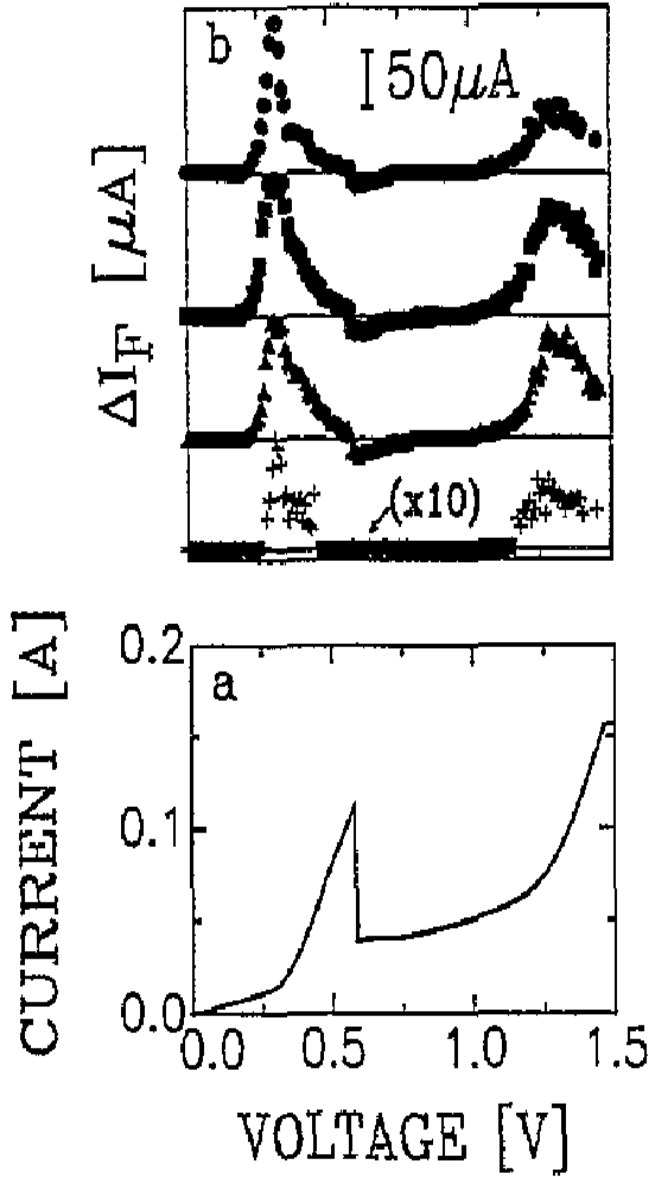 b
50μA
ΔI_F [μA]
(x10)
a
CURRENT [A]
0.2
0.1
0.0
0.0 0.5 1.0 1.5
VOLTAGE [V]